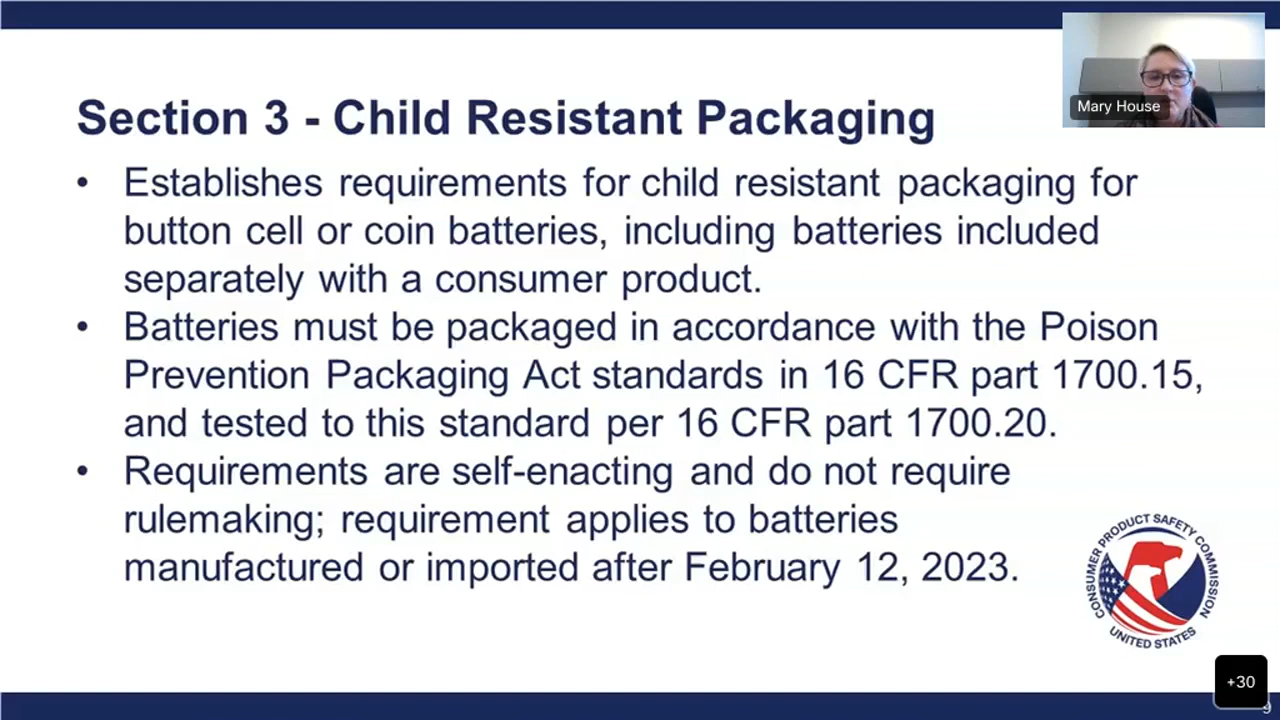 Mary House
Section 3 - Child Resistant Packaging
• Establishes requirements for child resistant packaging for
button cell or coin batteries, including batteries included
separately with a consumer product.
• Batteries must be packaged in accordance with the Poison
Prevention Packaging Act standards in 16 CFR part 1700.15,
and tested to this standard per 16 CFR part 1700.20.
• Requirements are self-enacting and do not require
rulemaking; requirement applies to batteries
manufactured or imported after February 12, 2023.
CONSUMER PRODUCT SAFETY COMMISSION
UNITED STATES
+30
9